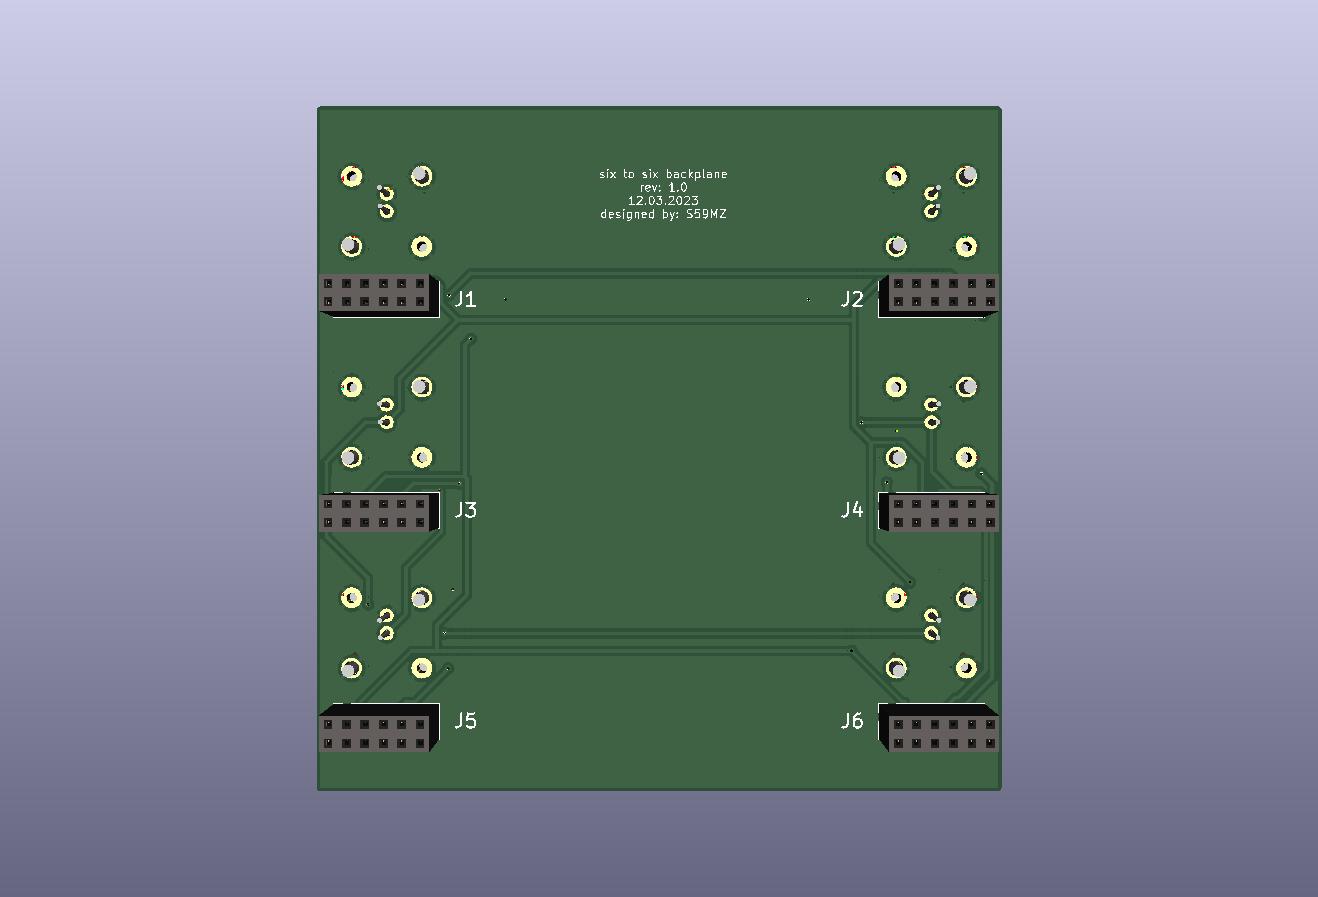 six to six backplane
rev: 1.0
12.03.2023
designed by: S59MZ
J1
J2
J3
J4
J5
J6